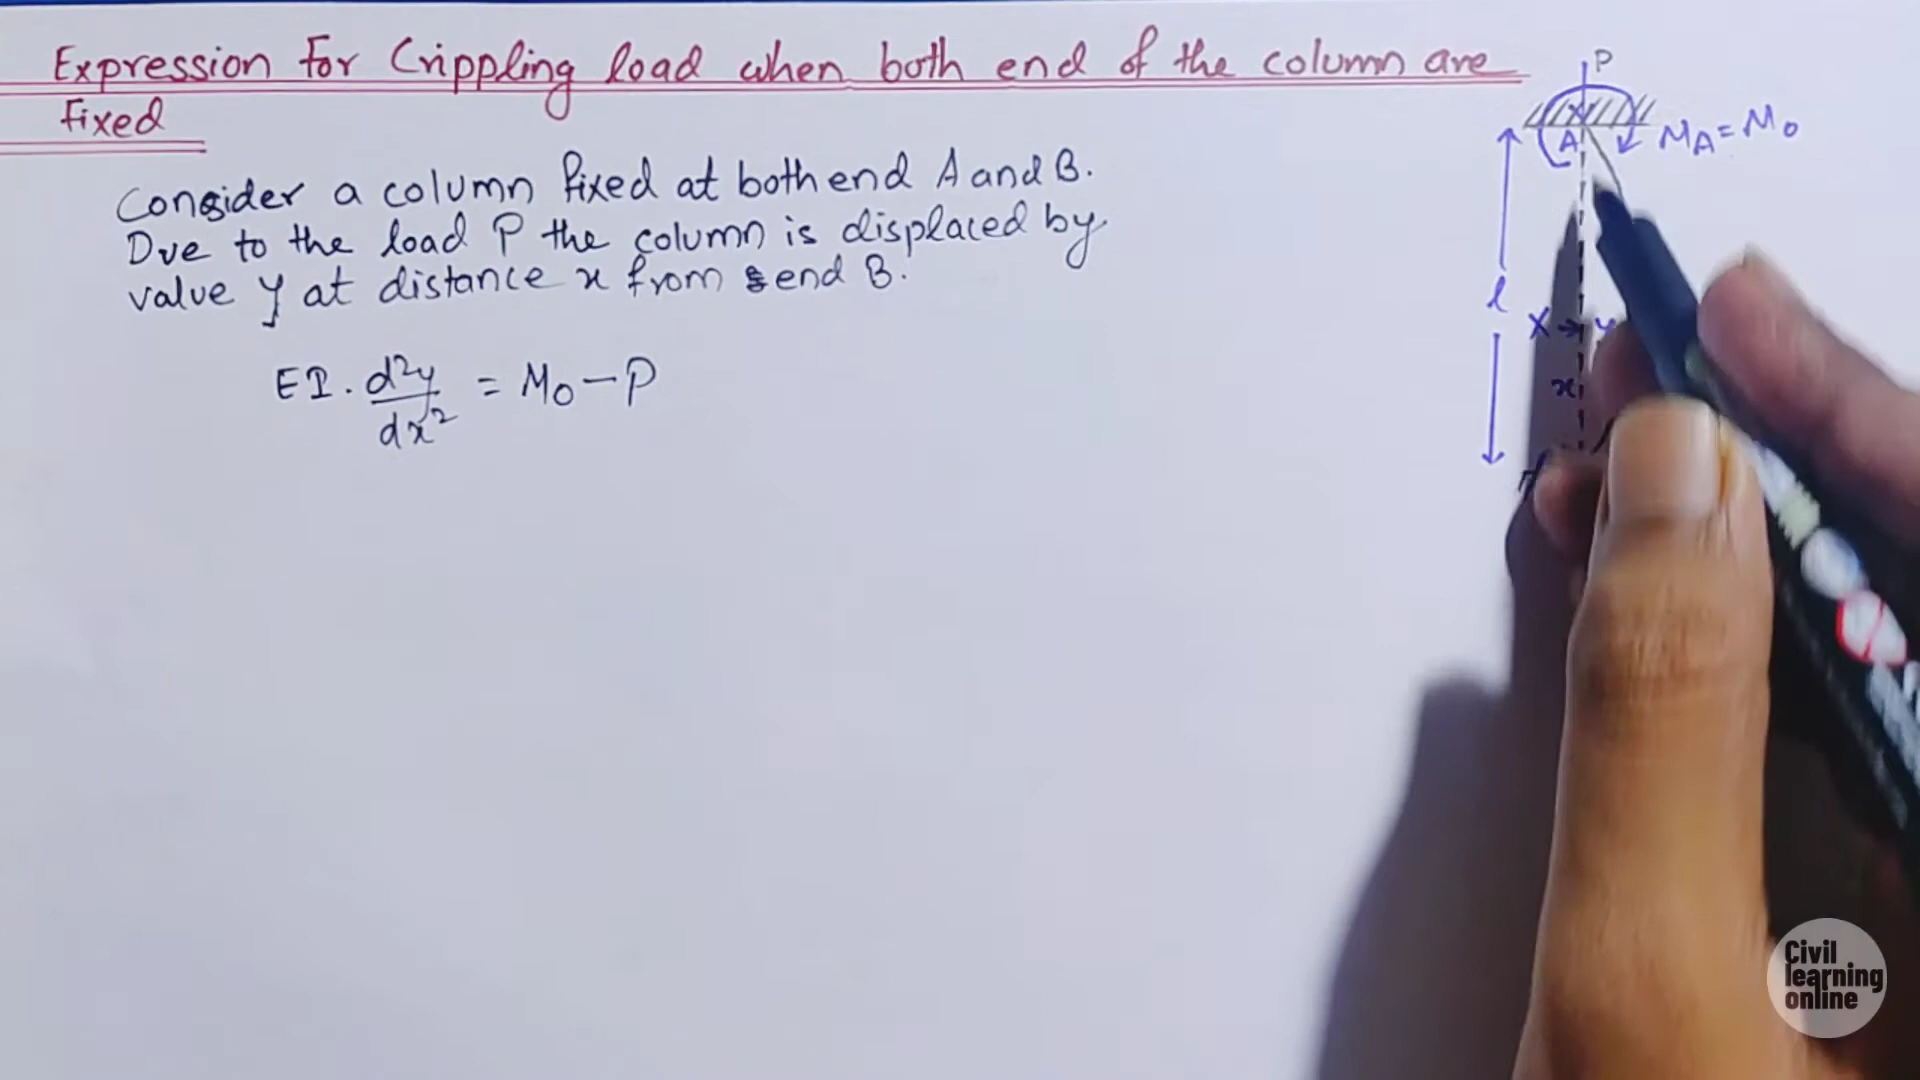 Expression For Crippling load when both end of the column are
fixed
Consider a column fixed at both end A and B.
Due to the load P the column is displaced by
value y at distance x from end B.
EI. d²y/dx² = M₀ - P
P
A
M_A = M₀
l
X
y
x
Civil
learning
online